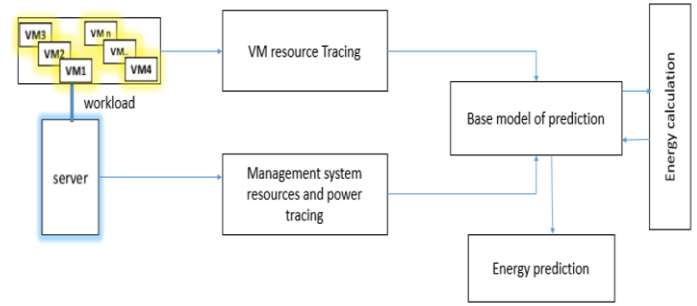 VM3
VM2
VM1
VM n
VM..
VM4
workload
server
VM resource Tracing
Management system
resources and power
tracing
Base model of prediction
Energy calculation
Energy prediction